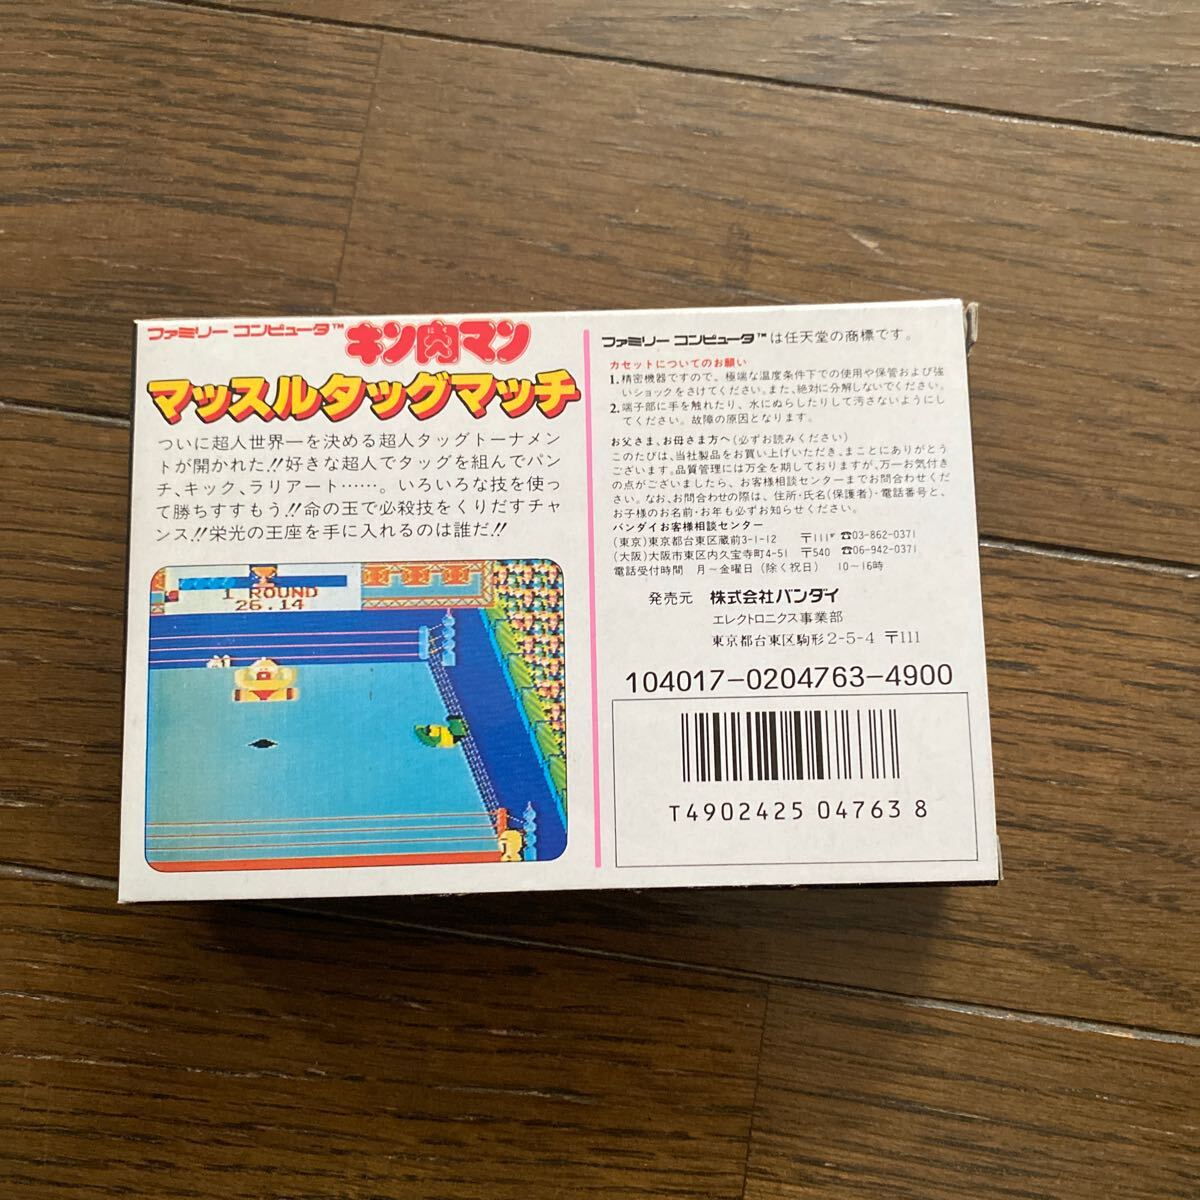 ファミリー コンピュータ™ キン肉マン
にく
マッスルタッグマッチ
ついに超人世界一を決める超人タッグトーナメン
トが開かれた!!好きな超人でタッグを組んでパン
チ、キック、ラリアート……。いろいろな技を使っ
て勝ちすすもう!!命の玉で必殺技をくりだすチャ
ンス!!栄光の王座を手に入れるのは誰だ!!
1 ROUND
26.14
ファミリー コンピュータ™は任天堂の商標です。
カセットについてのお願い
1.精密機器ですので、極端な温度条件下での使用や保管および強
いショックをさけてください。また、絶対に分解しないでください。
2.端子部に手を触れたり、水にぬらしたりして汚さないようにし
てください。故障の原因となります。
お父さま、お母さま方へ(必ずお読みください)
このたびは、当社製品をお買い上げいただき、まことにありがとう
ございます。品質管理には万全を期しておりますが、万一お気付き
の点がございましたら、お客様相談センターまでお問合わせくださ
い。なお、お問合わせの際は、住所・氏名(保護者)・電話番号と、
お子様のお名前・お年も必ずお知らせください。
バンダイお客様相談センター
(東京)東京都台東区蔵前3-1-12 〒111 ☎03-862-0371
(大阪)大阪市東区内久宝寺町4-51 〒540 ☎06-942-0371
電話受付時間 月～金曜日(除く祝日) 10～16時
発売元 株式会社バンダイ
エレクトロニクス事業部
東京都台東区駒形2-5-4 〒111
104017-0204763-4900
T4902425 04763 8